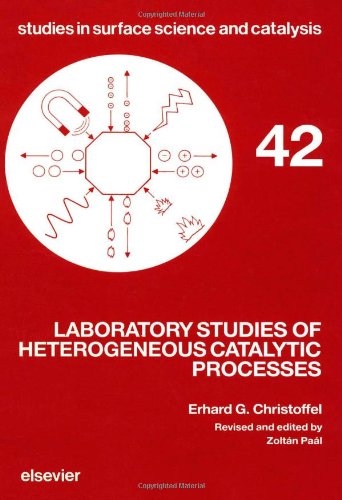 studies in surface science and catalysis
42
LABORATORY STUDIES OF
HETEROGENEOUS CATALYTIC
PROCESSES
Erhard G. Christoffel
Revised and edited by
Zoltán Paál
elsevier